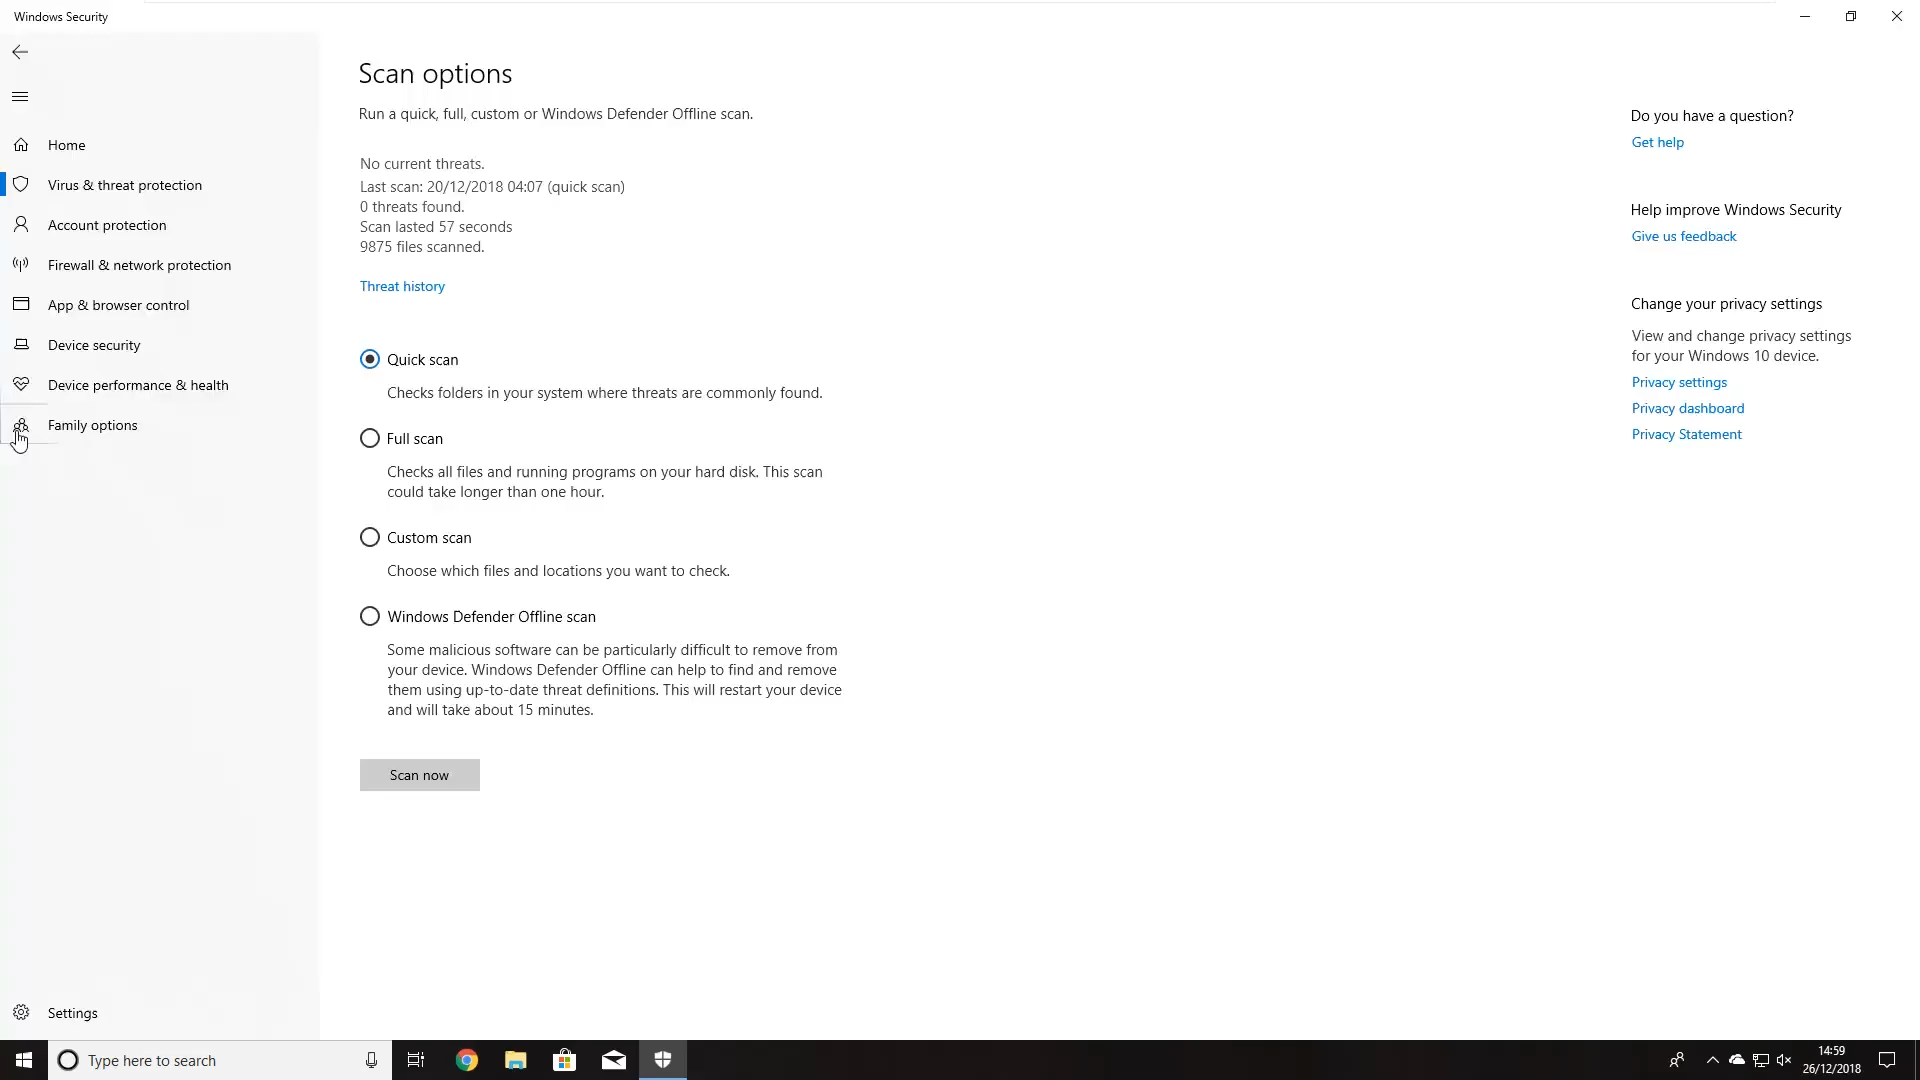 Windows Security
Home
Virus & threat protection
Account protection
Firewall & network protection
App & browser control
Device security
Device performance & health
Family options
Settings
Scan options
Run a quick, full, custom or Windows Defender Offline scan.
No current threats.
Last scan: 20/12/2018 04:07 (quick scan)
0 threats found.
Scan lasted 57 seconds
9875 files scanned.
Threat history
Quick scan
Checks folders in your system where threats are commonly found.
Full scan
Checks all files and running programs on your hard disk. This scan
could take longer than one hour.
Custom scan
Choose which files and locations you want to check.
Windows Defender Offline scan
Some malicious software can be particularly difficult to remove from
your device. Windows Defender Offline can help to find and remove
them using up-to-date threat definitions. This will restart your device
and will take about 15 minutes.
Scan now
Do you have a question?
Get help
Help improve Windows Security
Give us feedback
Change your privacy settings
View and change privacy settings
for your Windows 10 device.
Privacy settings
Privacy dashboard
Privacy Statement
Type here to search
14:59
26/12/2018